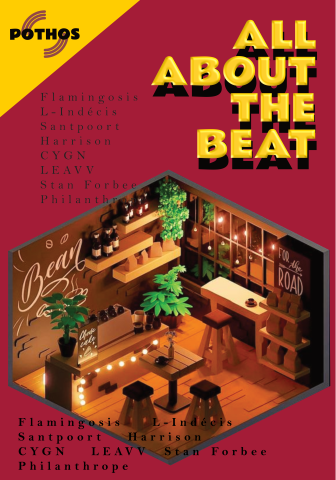 POTHOS
ALL
ABOUT
THE
BEAT
Flamingosis
L-Indécis
Santpoort
Harrison
CYGN
LEAVV
Stan Forbee
Philanthrope
Bean
FOR
the
ROAD
Flamingosis L-Indécis
Santpoort Harrison
CYGN LEAVV Stan Forbee
Philanthrope